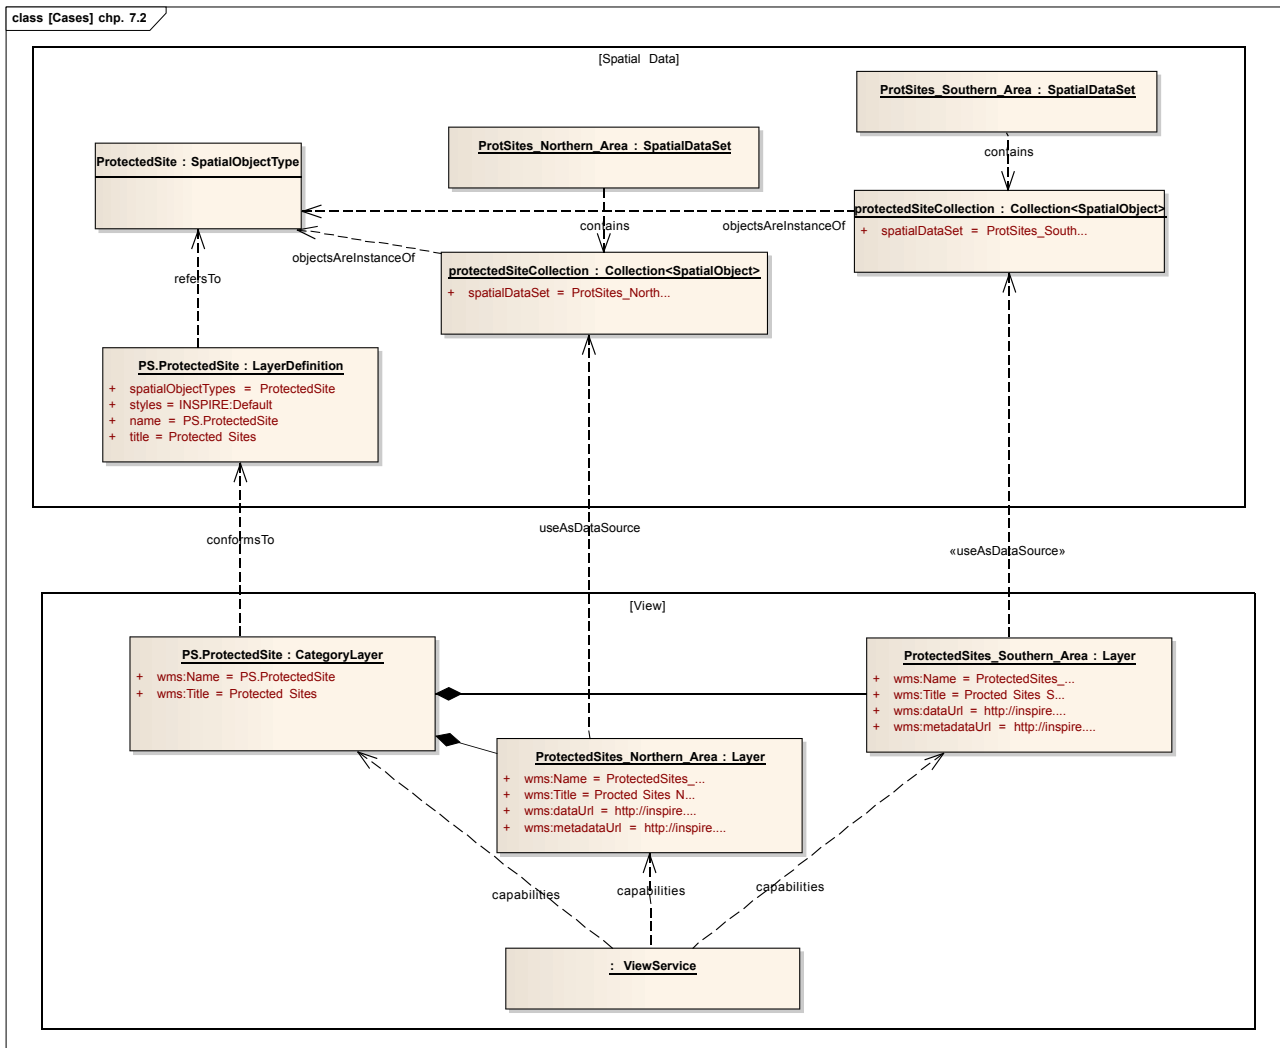 class [Cases] chp. 7.2
[Spatial Data]
ProtSites_Southern_Area : SpatialDataSet
ProtSites_Northern_Area : SpatialDataSet
ProtectedSite : SpatialObjectType
contains
protectedSiteCollection : Collection<SpatialObject>
+ spatialDataSet = ProtSites_South...
contains
objectsAreInstanceOf
objectsAreInstanceOf
protectedSiteCollection : Collection<SpatialObject>
+ spatialDataSet = ProtSites_North...
refersTo
PS.ProtectedSite : LayerDefinition
+ spatialObjectTypes = ProtectedSite
+ styles = INSPIRE:Default
+ name = PS.ProtectedSite
+ title = Protected Sites
conformsTo
useAsDataSource
«useAsDataSource»
[View]
PS.ProtectedSite : CategoryLayer
+ wms:Name = PS.ProtectedSite
+ wms:Title = Protected Sites
ProtectedSites_Southern_Area : Layer
+ wms:Name = ProtectedSites_...
+ wms:Title = Procted Sites S...
+ wms:dataUrl = http://inspire....
+ wms:metadataUrl = http://inspire....
ProtectedSites_Northern_Area : Layer
+ wms:Name = ProtectedSites_...
+ wms:Title = Procted Sites N...
+ wms:dataUrl = http://inspire....
+ wms:metadataUrl = http://inspire....
capabilities
capabilities
capabilities
: ViewService